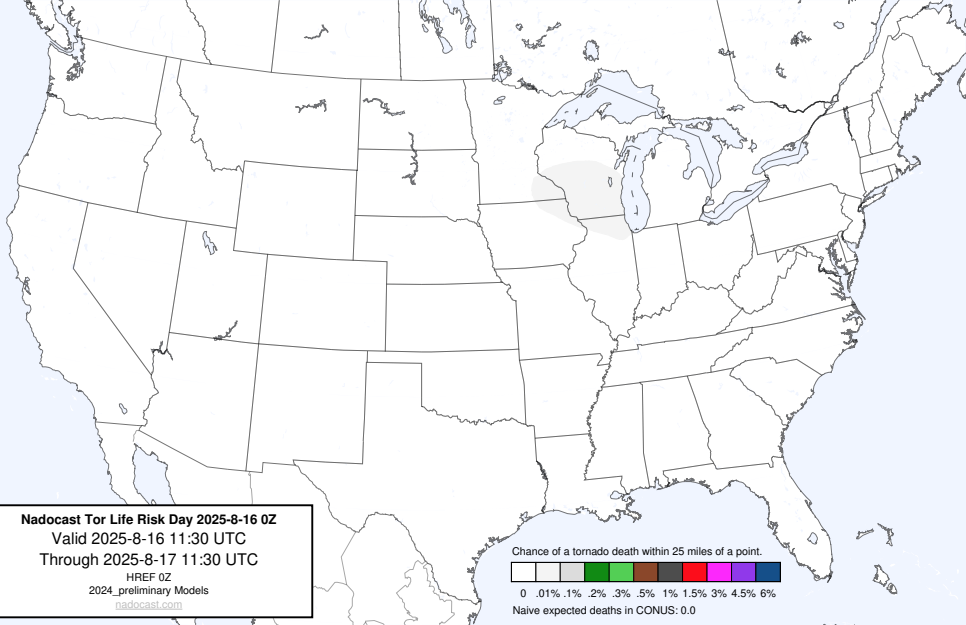 Nadocast Tor Life Risk Day 2025-8-16 0Z
Valid 2025-8-16 11:30 UTC
Through 2025-8-17 11:30 UTC
HREF 0Z
2024_preliminary Models
nadocast.com
Chance of a tornado death within 25 miles of a point.
0 .01% .1% .2% .3% .5% 1% 1.5% 3% 4.5% 6%
Naive expected deaths in CONUS: 0.0